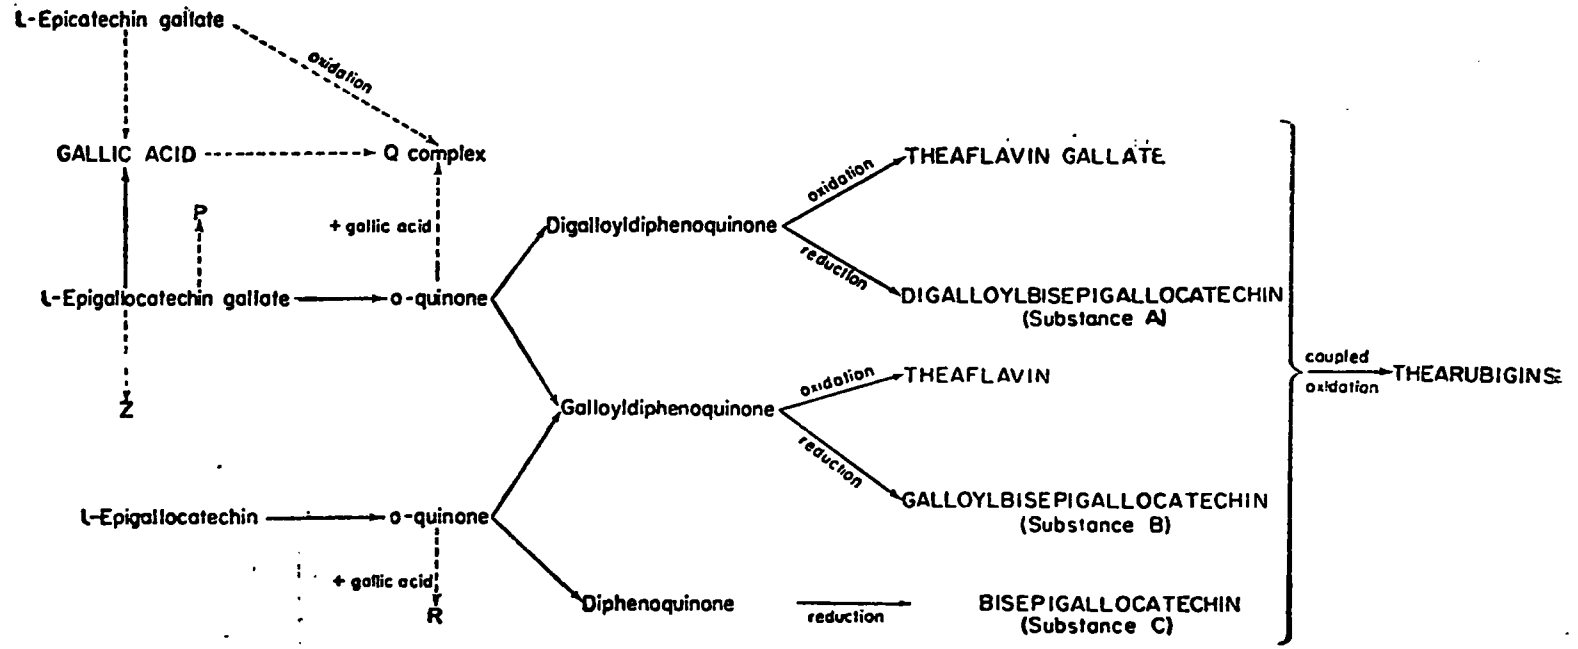 l-Epicatechin gallate
oxidation
GALLIC ACID
Q complex
THEAFLAVIN GALLATE
oxidation
P
+ gallic acid
Digalloyldiphenoquinone
reduction
l-Epigallocatechin gallate
o-quinone
DIGALLOYLBISEPIGALLOCATECHIN
(Substance A)
coupled
oxidation
THEARUBIGINS
oxidation
THEAFLAVIN
Z
Galloyldiphenoquinone
reduction
GALLOYLBISEPIGALLOCATECHIN
(Substance B)
l-Epigallocatechin
o-quinone
+ gallic acid
R
Diphenoquinone
reduction
BISEPIGALLOCATECHIN
(Substance C)